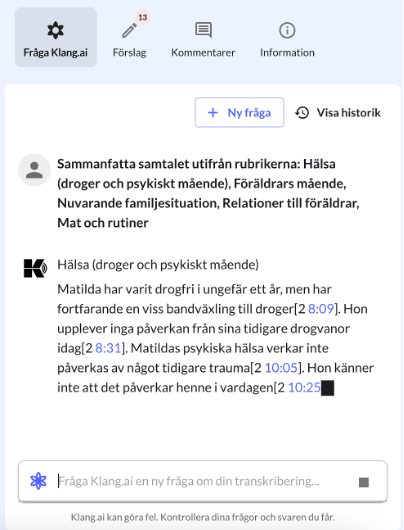 13
Fråga Klang.ai Förslag Kommentarer Information
+ Ny fråga Visa historik
Sammanfatta samtalet utifrån rubrikerna: Hälsa
(droger och psykiskt mående), Föräldrars mående,
Nuvarande familjesituation, Relationer till föräldrar,
Mat och rutiner
Hälsa (droger och psykiskt mående)
Matilda har varit drogfri i ungefär ett år, men har
fortfarande en viss bandväxling till droger[2 8:09]. Hon
upplever inga påverkan från sina tidigare drogvanor
idag[2 8:31]. Matildas psykiska hälsa verkar inte
påverkas av något tidigare trauma[2 10:05]. Hon känner
inte att det påverkar henne i vardagen[2 10:25
Fråga Klang.ai en ny fråga om din transkribering...
Klang.ai kan göra fel. Kontrollera dina frågor och svaren du får.